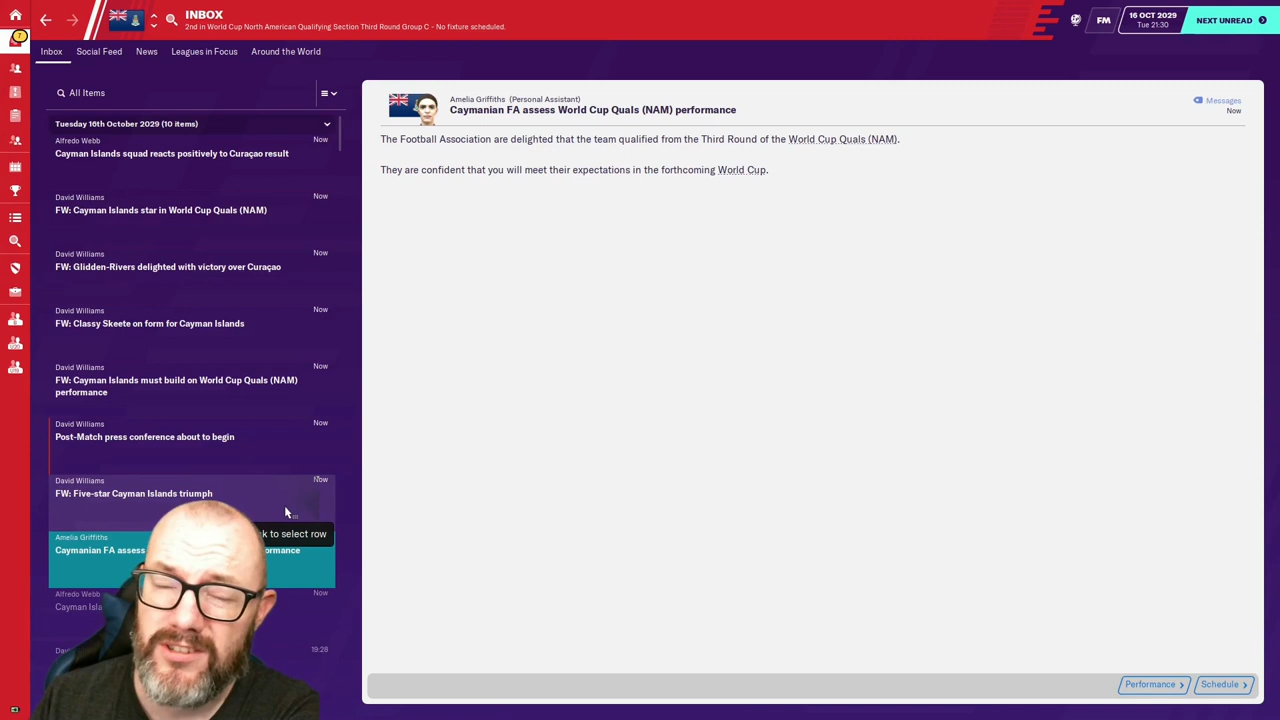 INBOX
2nd in World Cup North American Qualifying Section Third Round Group C - No fixture scheduled.
FM
16 OCT 2029
Tue 21:30
NEXT UNREAD
7
Inbox
Social Feed
News
Leagues in Focus
Around the World
All Items
Tuesday 16th October 2029 (10 items)
Alfredo Webb
Now
Cayman Islands squad reacts positively to Curaçao result
David Williams
Now
FW: Cayman Islands star in World Cup Quals (NAM)
David Williams
Now
FW: Glidden-Rivers delighted with victory over Curaçao
David Williams
Now
FW: Classy Skeete on form for Cayman Islands
David Williams
Now
FW: Cayman Islands must build on World Cup Quals (NAM)
performance
David Williams
Now
Post-Match press conference about to begin
David Williams
Now
FW: Five-star Cayman Islands triumph
to select row
Amelia Griffiths
Caymanian FA assess
Alfredo Webb
Now
Cayman
19:28
Amelia Griffiths (Personal Assistant)
Caymanian FA assess World Cup Quals (NAM) performance
Messages
Now
The Football Association are delighted that the team qualified from the Third Round of the World Cup Quals (NAM).
They are confident that you will meet their expectations in the forthcoming World Cup.
Performance
Schedule